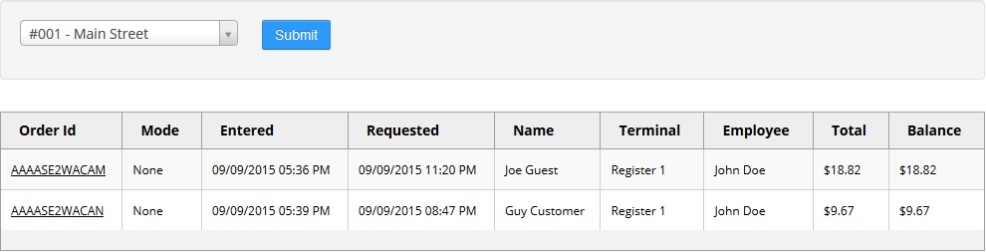 #001 - Main Street Submit
Order Id Mode Entered Requested Name Terminal Employee Total Balance
AAAASE2WACAM None 09/09/2015 05:36 PM 09/09/2015 11:20 PM Joe Guest Register 1 John Doe $18.82 $18.82
AAAASE2WACAN None 09/09/2015 05:39 PM 09/09/2015 08:47 PM Guy Customer Register 1 John Doe $9.67 $9.67